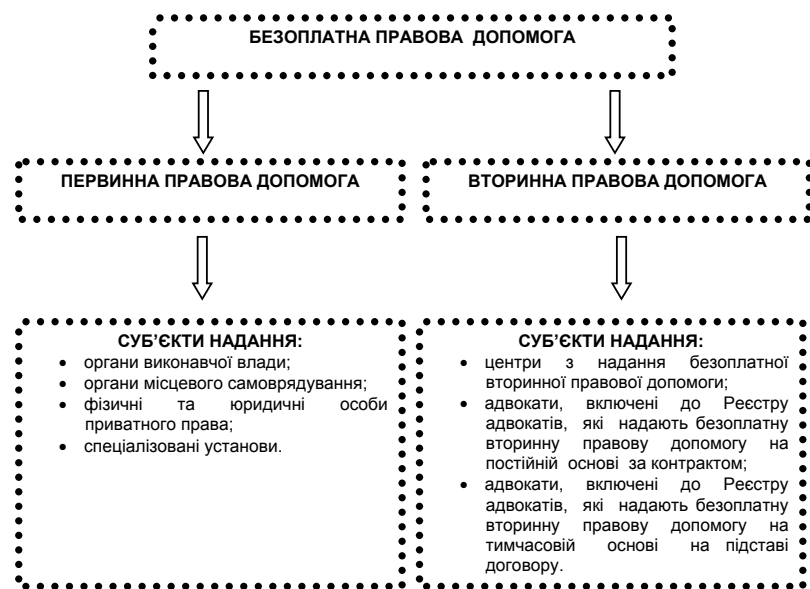 БЕЗОПЛАТНА ПРАВОВА ДОПОМОГА
ПЕРВИННА ПРАВОВА ДОПОМОГА
ВТОРИННА ПРАВОВА ДОПОМОГА
СУБ’ЄКТИ НАДАННЯ:
• органи виконавчої влади;
• органи місцевого самоврядування;
• фізичні та юридичні особи
приватного права;
• спеціалізовані установи.
СУБ’ЄКТИ НАДАННЯ:
• центри з надання безоплатної
вторинної правової допомоги;
• адвокати, включені до Реєстру
адвокатів, які надають безоплатну
вторинну правову допомогу на
постійній основі за контрактом;
• адвокати, включені до Реєстру
адвокатів, які надають безоплатну
вторинну правову допомогу на
тимчасовій основі на підставі
договору.